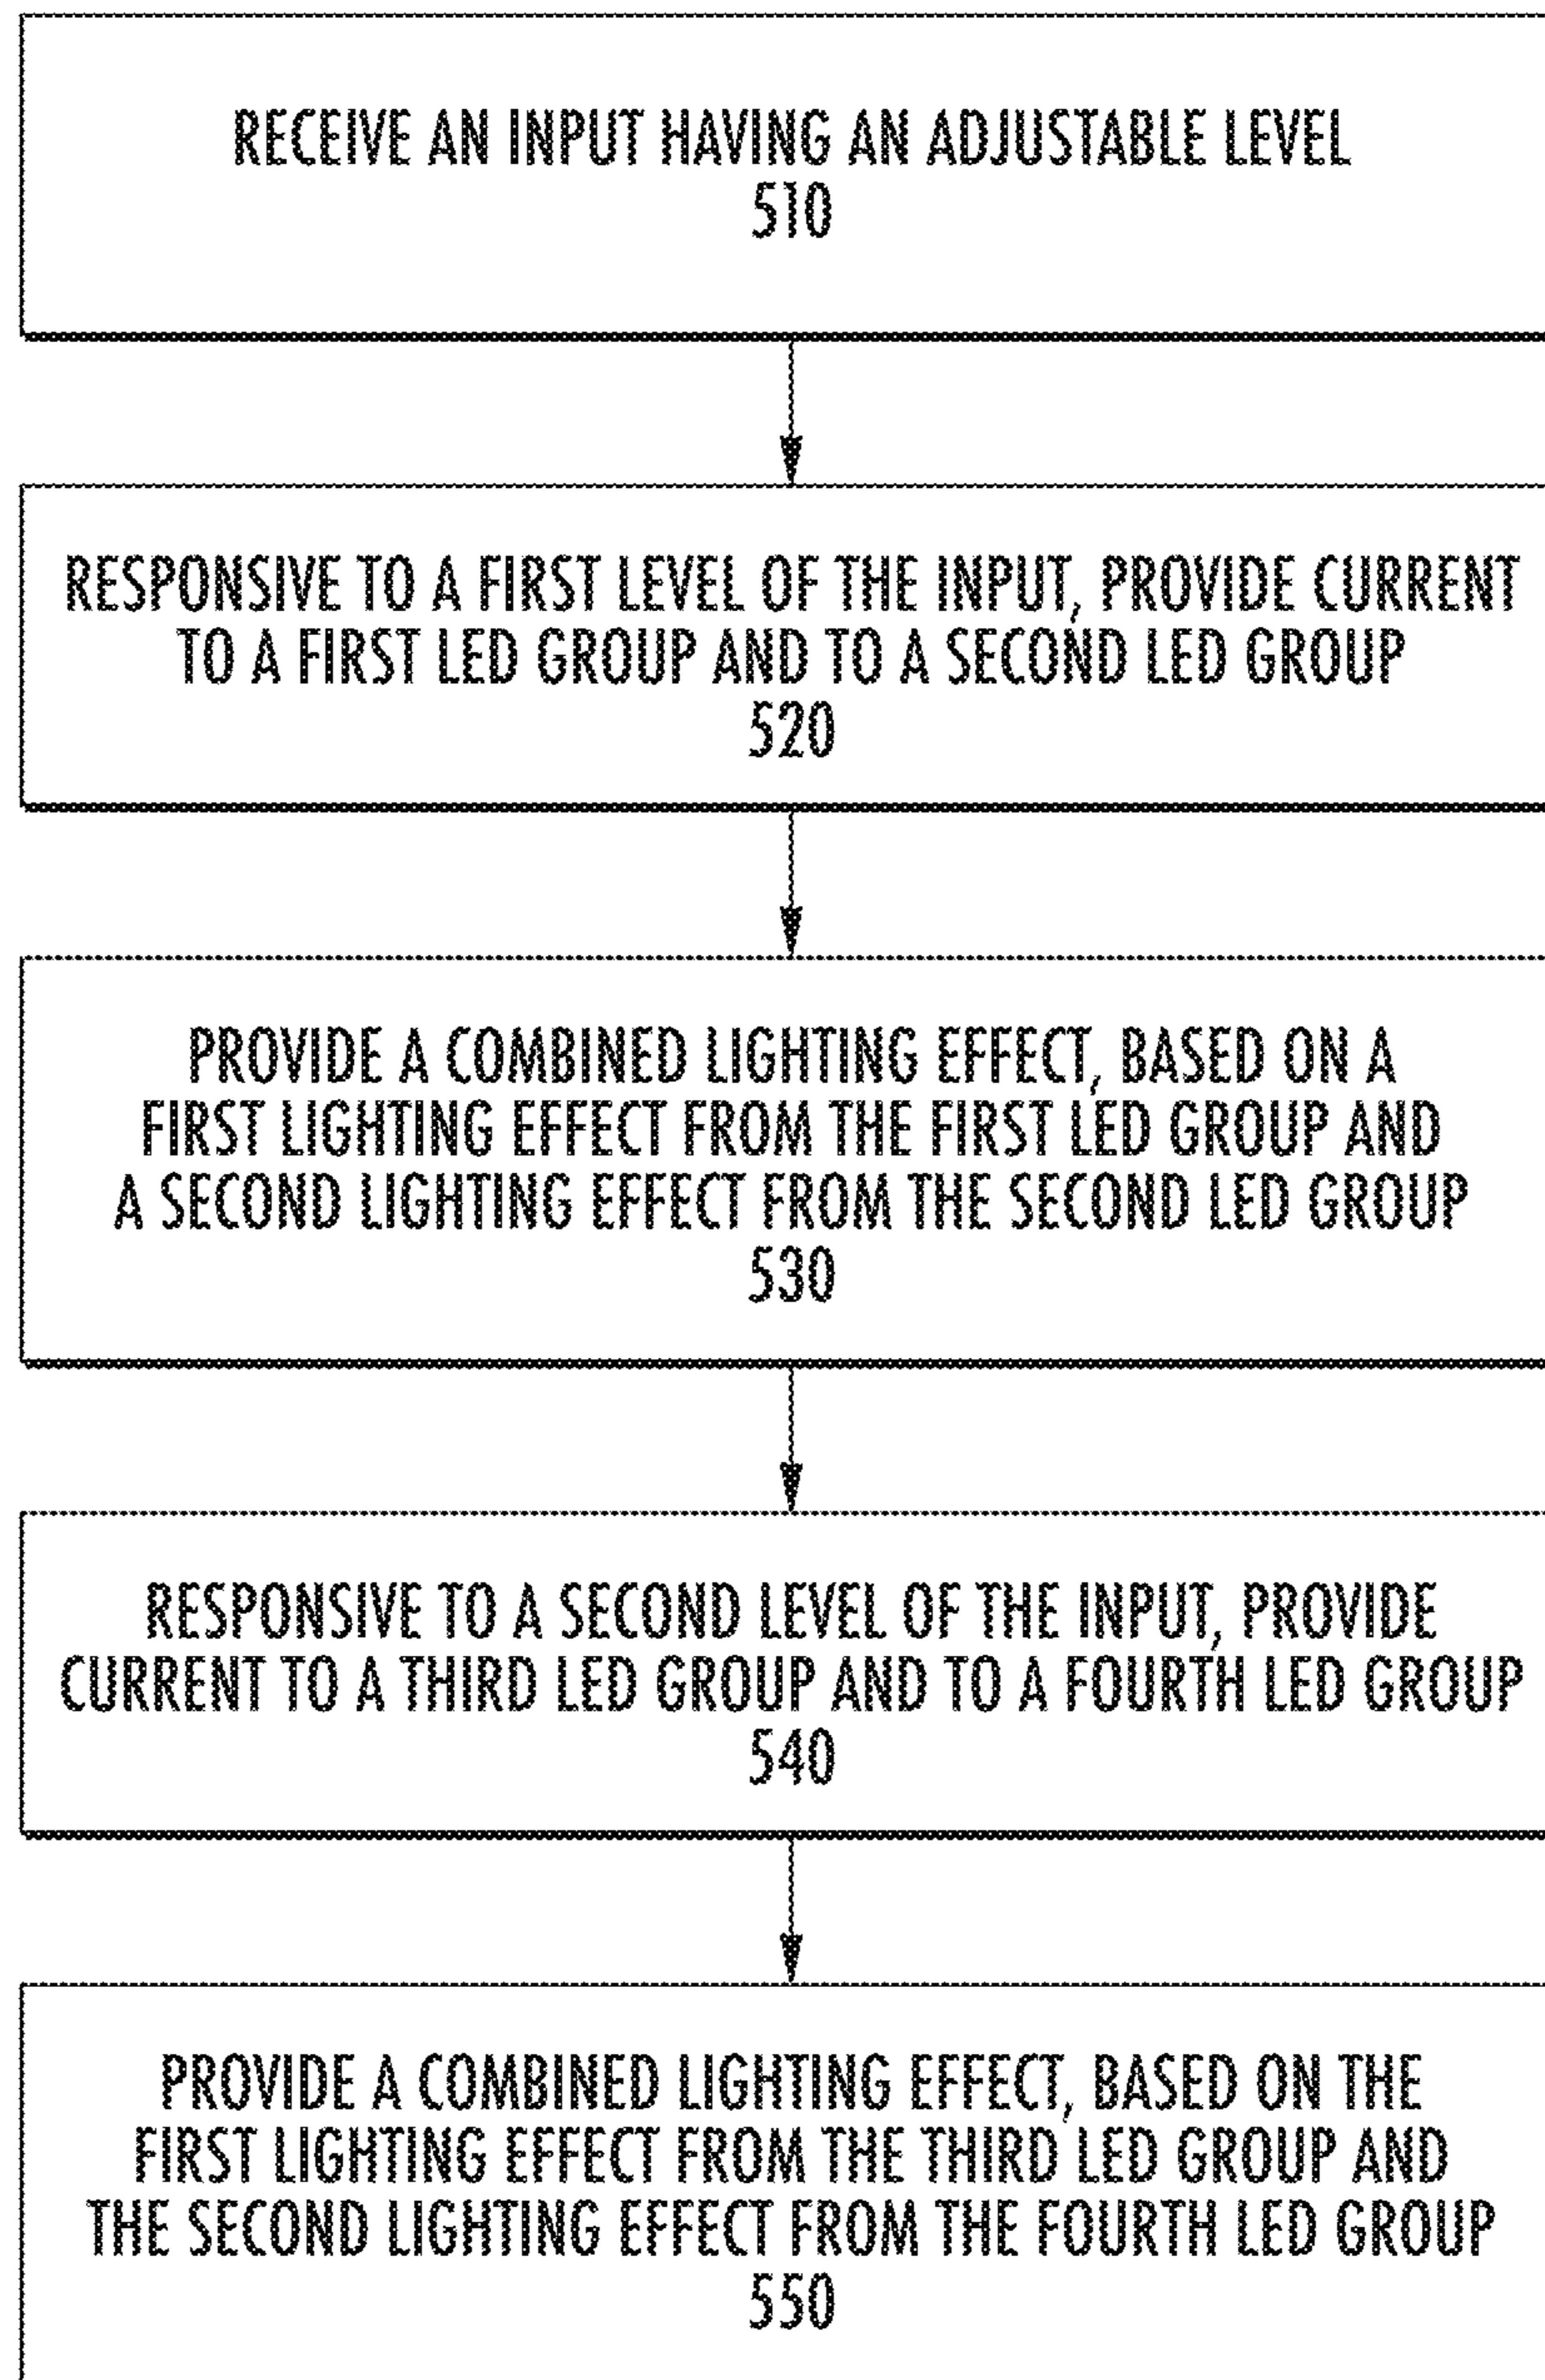 RECEIVE AN INPUT HAVING AN ADJUSTABLE LEVEL
510
RESPONSIVE TO A FIRST LEVEL OF THE INPUT, PROVIDE CURRENT
TO A FIRST LED GROUP AND TO A SECOND LED GROUP
520
PROVIDE A COMBINED LIGHTING EFFECT, BASED ON A
FIRST LIGHTING EFFECT FROM THE FIRST LED GROUP AND
A SECOND LIGHTING EFFECT FROM THE SECOND LED GROUP
530
RESPONSIVE TO A SECOND LEVEL OF THE INPUT, PROVIDE
CURRENT TO A THIRD LED GROUP AND TO A FOURTH LED GROUP
540
PROVIDE A COMBINED LIGHTING EFFECT, BASED ON THE
FIRST LIGHTING EFFECT FROM THE THIRD LED GROUP AND
THE SECOND LIGHTING EFFECT FROM THE FOURTH LED GROUP
550